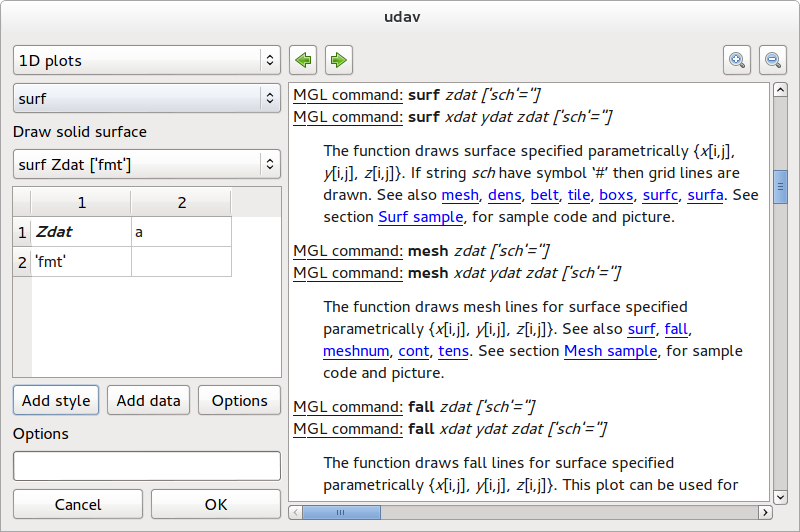 udav
1D plots
surf
Draw solid surface
surf Zdat ['fmt']
1 2
1 Zdat a
2 'fmt'
Add style Add data Options
Options
Cancel OK
MGL command: surf zdat ['sch'='']
MGL command: surf xdat ydat zdat ['sch'='']
The function draws surface specified parametrically {x[i,j],
y[i,j], z[i,j]}. If string sch have symbol ‘#’ then grid lines are
drawn. See also mesh, dens, belt, tile, boxs, surfc, surfa. See
section Surf sample, for sample code and picture.
MGL command: mesh zdat ['sch'='']
MGL command: mesh xdat ydat zdat ['sch'='']
The function draws mesh lines for surface specified
parametrically {x[i,j], y[i,j], z[i,j]}. See also surf, fall,
meshnum, cont, tens. See section Mesh sample, for sample
code and picture.
MGL command: fall zdat ['sch'='']
MGL command: fall xdat ydat zdat ['sch'='']
The function draws fall lines for surface specified
parametrically {x[i,j], y[i,j], z[i,j]}. This plot can be used for